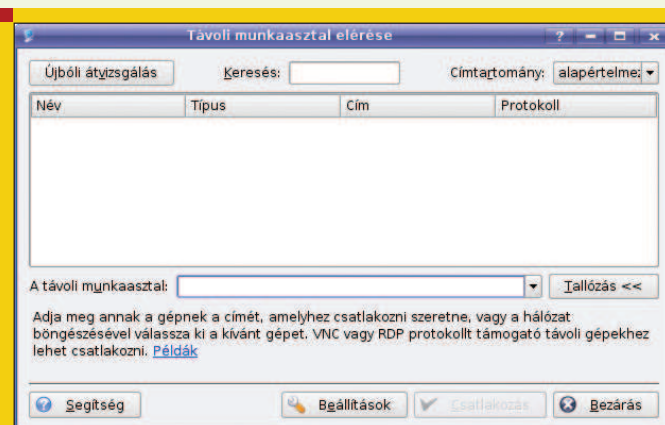 Távoli munkaasztal elérése
Újbóli átvizsgálás Keresés: Címtartomány: alapértelmez
Név Típus Cím Protokoll
A távoli munkaasztal: Tallózás <<
Adja meg annak a gépnek a címét, amelyhez csatlakozni szeretne, vagy a hálózat
böngészésével válassza ki a kívánt gépet. VNC vagy RDP protokollt támogató távoli gépekhez
lehet csatlakozni. Példák
Segítség Beállítások Csatlakozás Bezárás